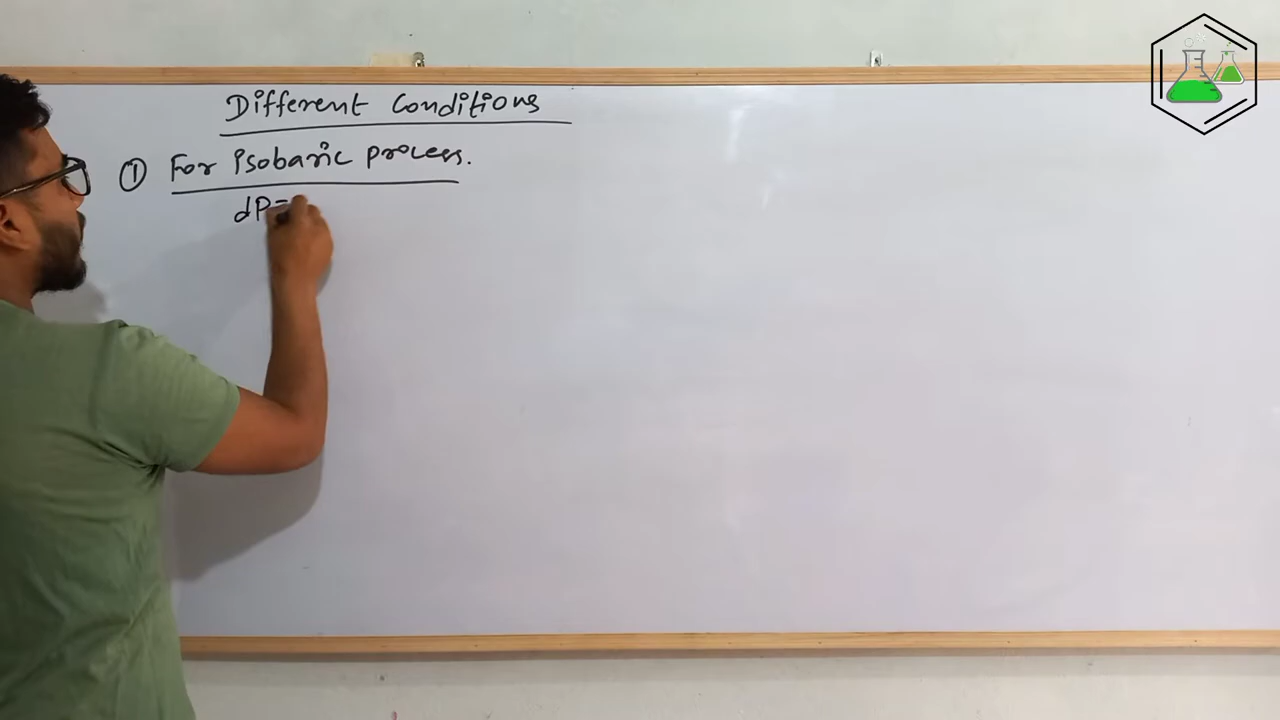 Different Conditions
① For isobaric process.
dP=